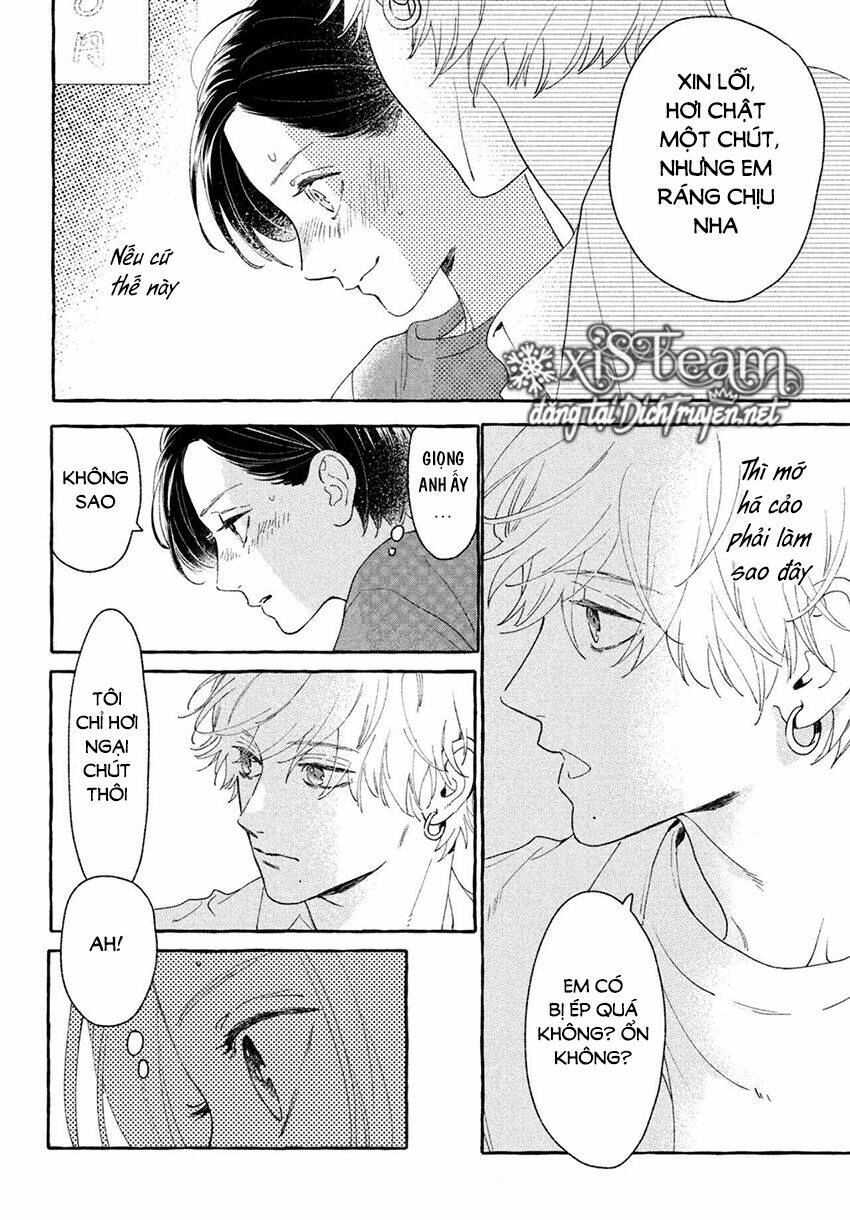 XIN LỖI,
HƠI CHẬT
MỘT CHÚT,
NHƯNG EM
RÁNG CHỊU
NHA
Nếu cứ
thế này
xiSTeam
đăng tại DichTruyen.net
Thì mớ
há cảo
phải làm
sao đây
EM CÓ
BỊ ÉP QUÁ
KHÔNG? ỔN
KHÔNG?
GIỌNG
ANH ẤY
...
KHÔNG
SAO
TÔI
CHỈ HƠI
NGẠI
CHÚT
THÔI
AH!